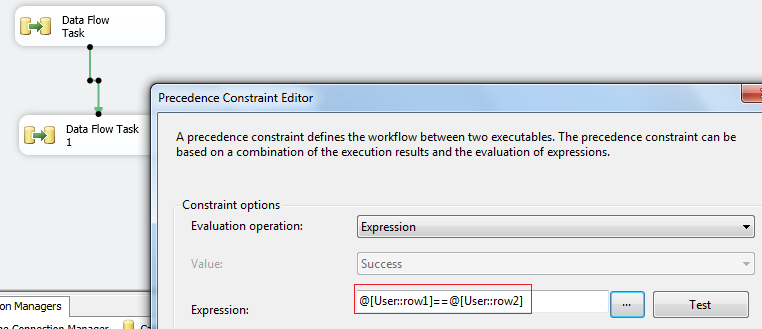 Data Flow
Task
Data Flow Task
1
Precedence Constraint Editor
A precedence constraint defines the workflow between two executables. The precedence constraint can be
based on a combination of the execution results and the evaluation of expressions.
Constraint options
Evaluation operation:
Expression
Value:
Success
Expression:
@[User::row1]==@[User::row2]
...
Test
on Managers
Connection Manager